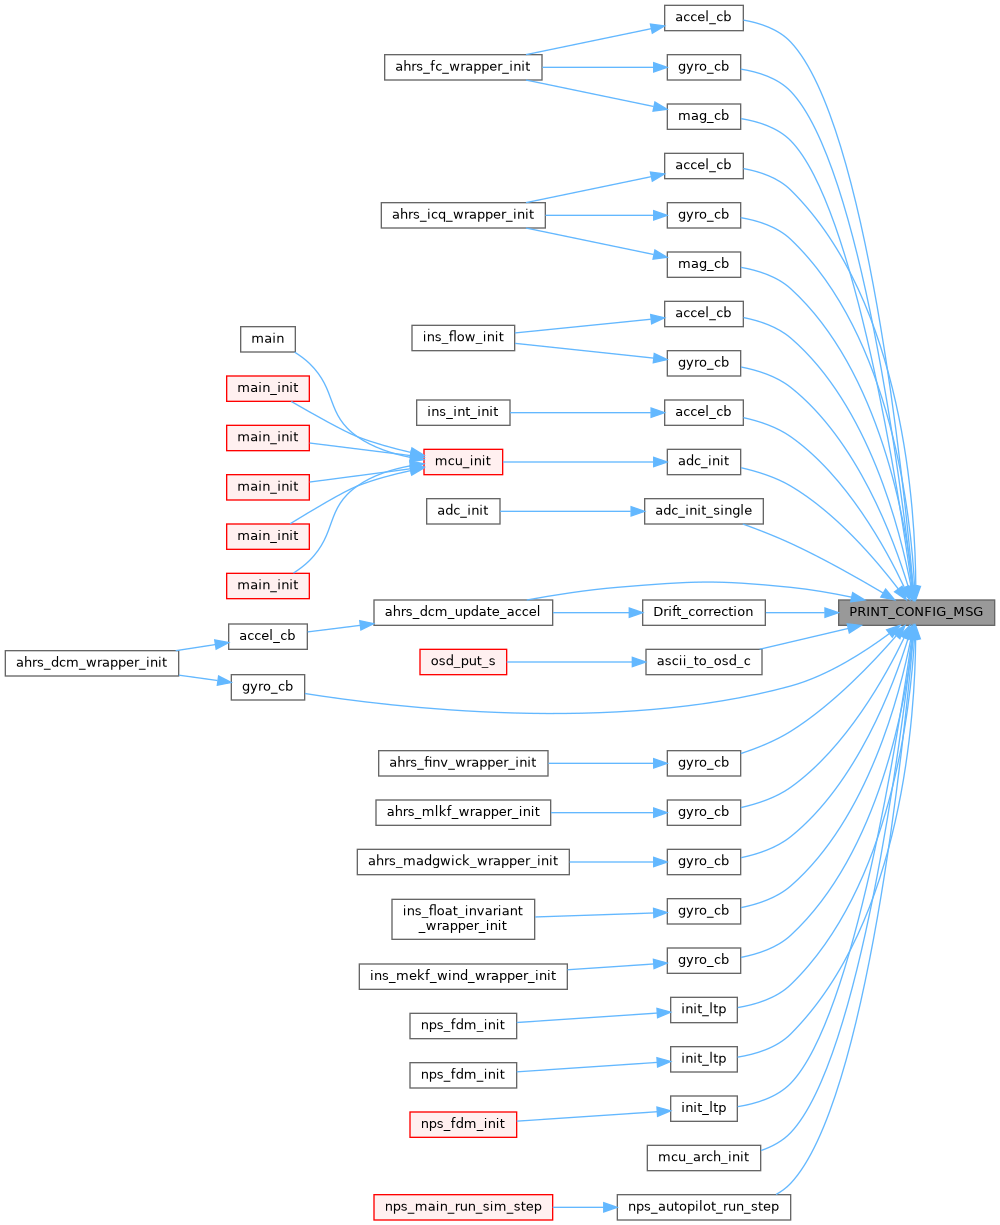 accel_cb
ahrs_fc_wrapper_init
gyro_cb
mag_cb
accel_cb
ahrs_icq_wrapper_init
gyro_cb
mag_cb
accel_cb
ins_flow_init
main
gyro_cb
main_init
ins_int_init
accel_cb
main_init
mcu_init
adc_init
main_init
adc_init
adc_init_single
main_init
main_init
ahrs_dcm_update_accel
Drift_correction
PRINT_CONFIG_MSG
accel_cb
ahrs_dcm_wrapper_init
osd_put_s
ascii_to_osd_c
gyro_cb
ahrs_finv_wrapper_init
gyro_cb
ahrs_mlkf_wrapper_init
gyro_cb
ahrs_madgwick_wrapper_init
gyro_cb
ins_float_invariant
_wrapper_init
gyro_cb
ins_mekf_wind_wrapper_init
gyro_cb
nps_fdm_init
init_ltp
nps_fdm_init
init_ltp
nps_fdm_init
init_ltp
mcu_arch_init
nps_main_run_sim_step
nps_autopilot_run_step